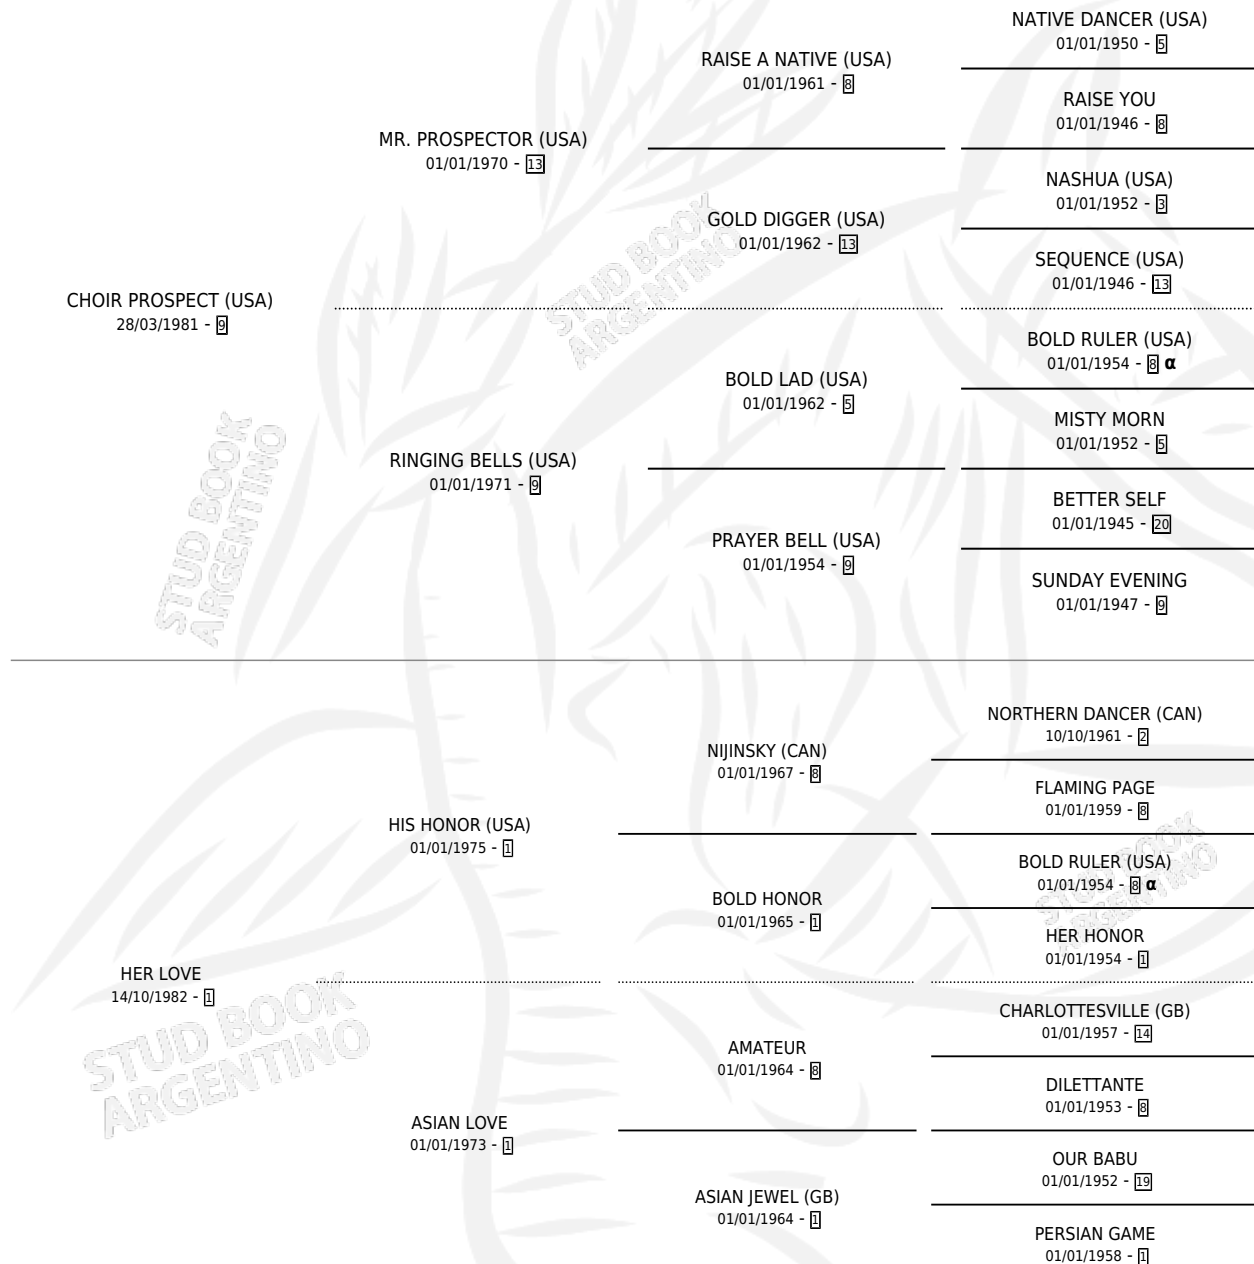 NATIVE DANCER (USA)
01/01/1950 - 5
RAISE A NATIVE (USA)
01/01/1961 - 8
RAISE YOU
01/01/1946 - 8
MR. PROSPECTOR (USA)
01/01/1970 - 13
NASHUA (USA)
01/01/1952 - 3
GOLD DIGGER (USA)
01/01/1962 - 13
SEQUENCE (USA)
01/01/1946 - 13
CHOIR PROSPECT (USA)
28/03/1981 - 9
BOLD RULER (USA)
01/01/1954 - 8 α
BOLD LAD (USA)
01/01/1962 - 5
MISTY MORN
01/01/1952 - 5
RINGING BELLS (USA)
01/01/1971 - 9
BETTER SELF
01/01/1945 - 20
PRAYER BELL (USA)
01/01/1954 - 9
SUNDAY EVENING
01/01/1947 - 9
NORTHERN DANCER (CAN)
10/10/1961 - 2
NIJINSKY (CAN)
01/01/1967 - 8
FLAMING PAGE
01/01/1959 - 8
HIS HONOR (USA)
01/01/1975 - 1
BOLD RULER (USA)
01/01/1954 - 8 α
BOLD HONOR
01/01/1965 - 1
HER HONOR
01/01/1954 - 1
HER LOVE
14/10/1982 - 1
CHARLOTTESVILLE (GB)
01/01/1957 - 14
AMATEUR
01/01/1964 - 8
DILETTANTE
01/01/1953 - 8
ASIAN LOVE
01/01/1973 - 1
OUR BABU
01/01/1952 - 19
ASIAN JEWEL (GB)
01/01/1964 - 1
PERSIAN GAME
01/01/1958 - 1
STUD BOOK
ARGENTINO
STUD BOOK
ARGENTINO
STUD BOOK
ARGENTINO
STUD BOOK
ARGENTINO